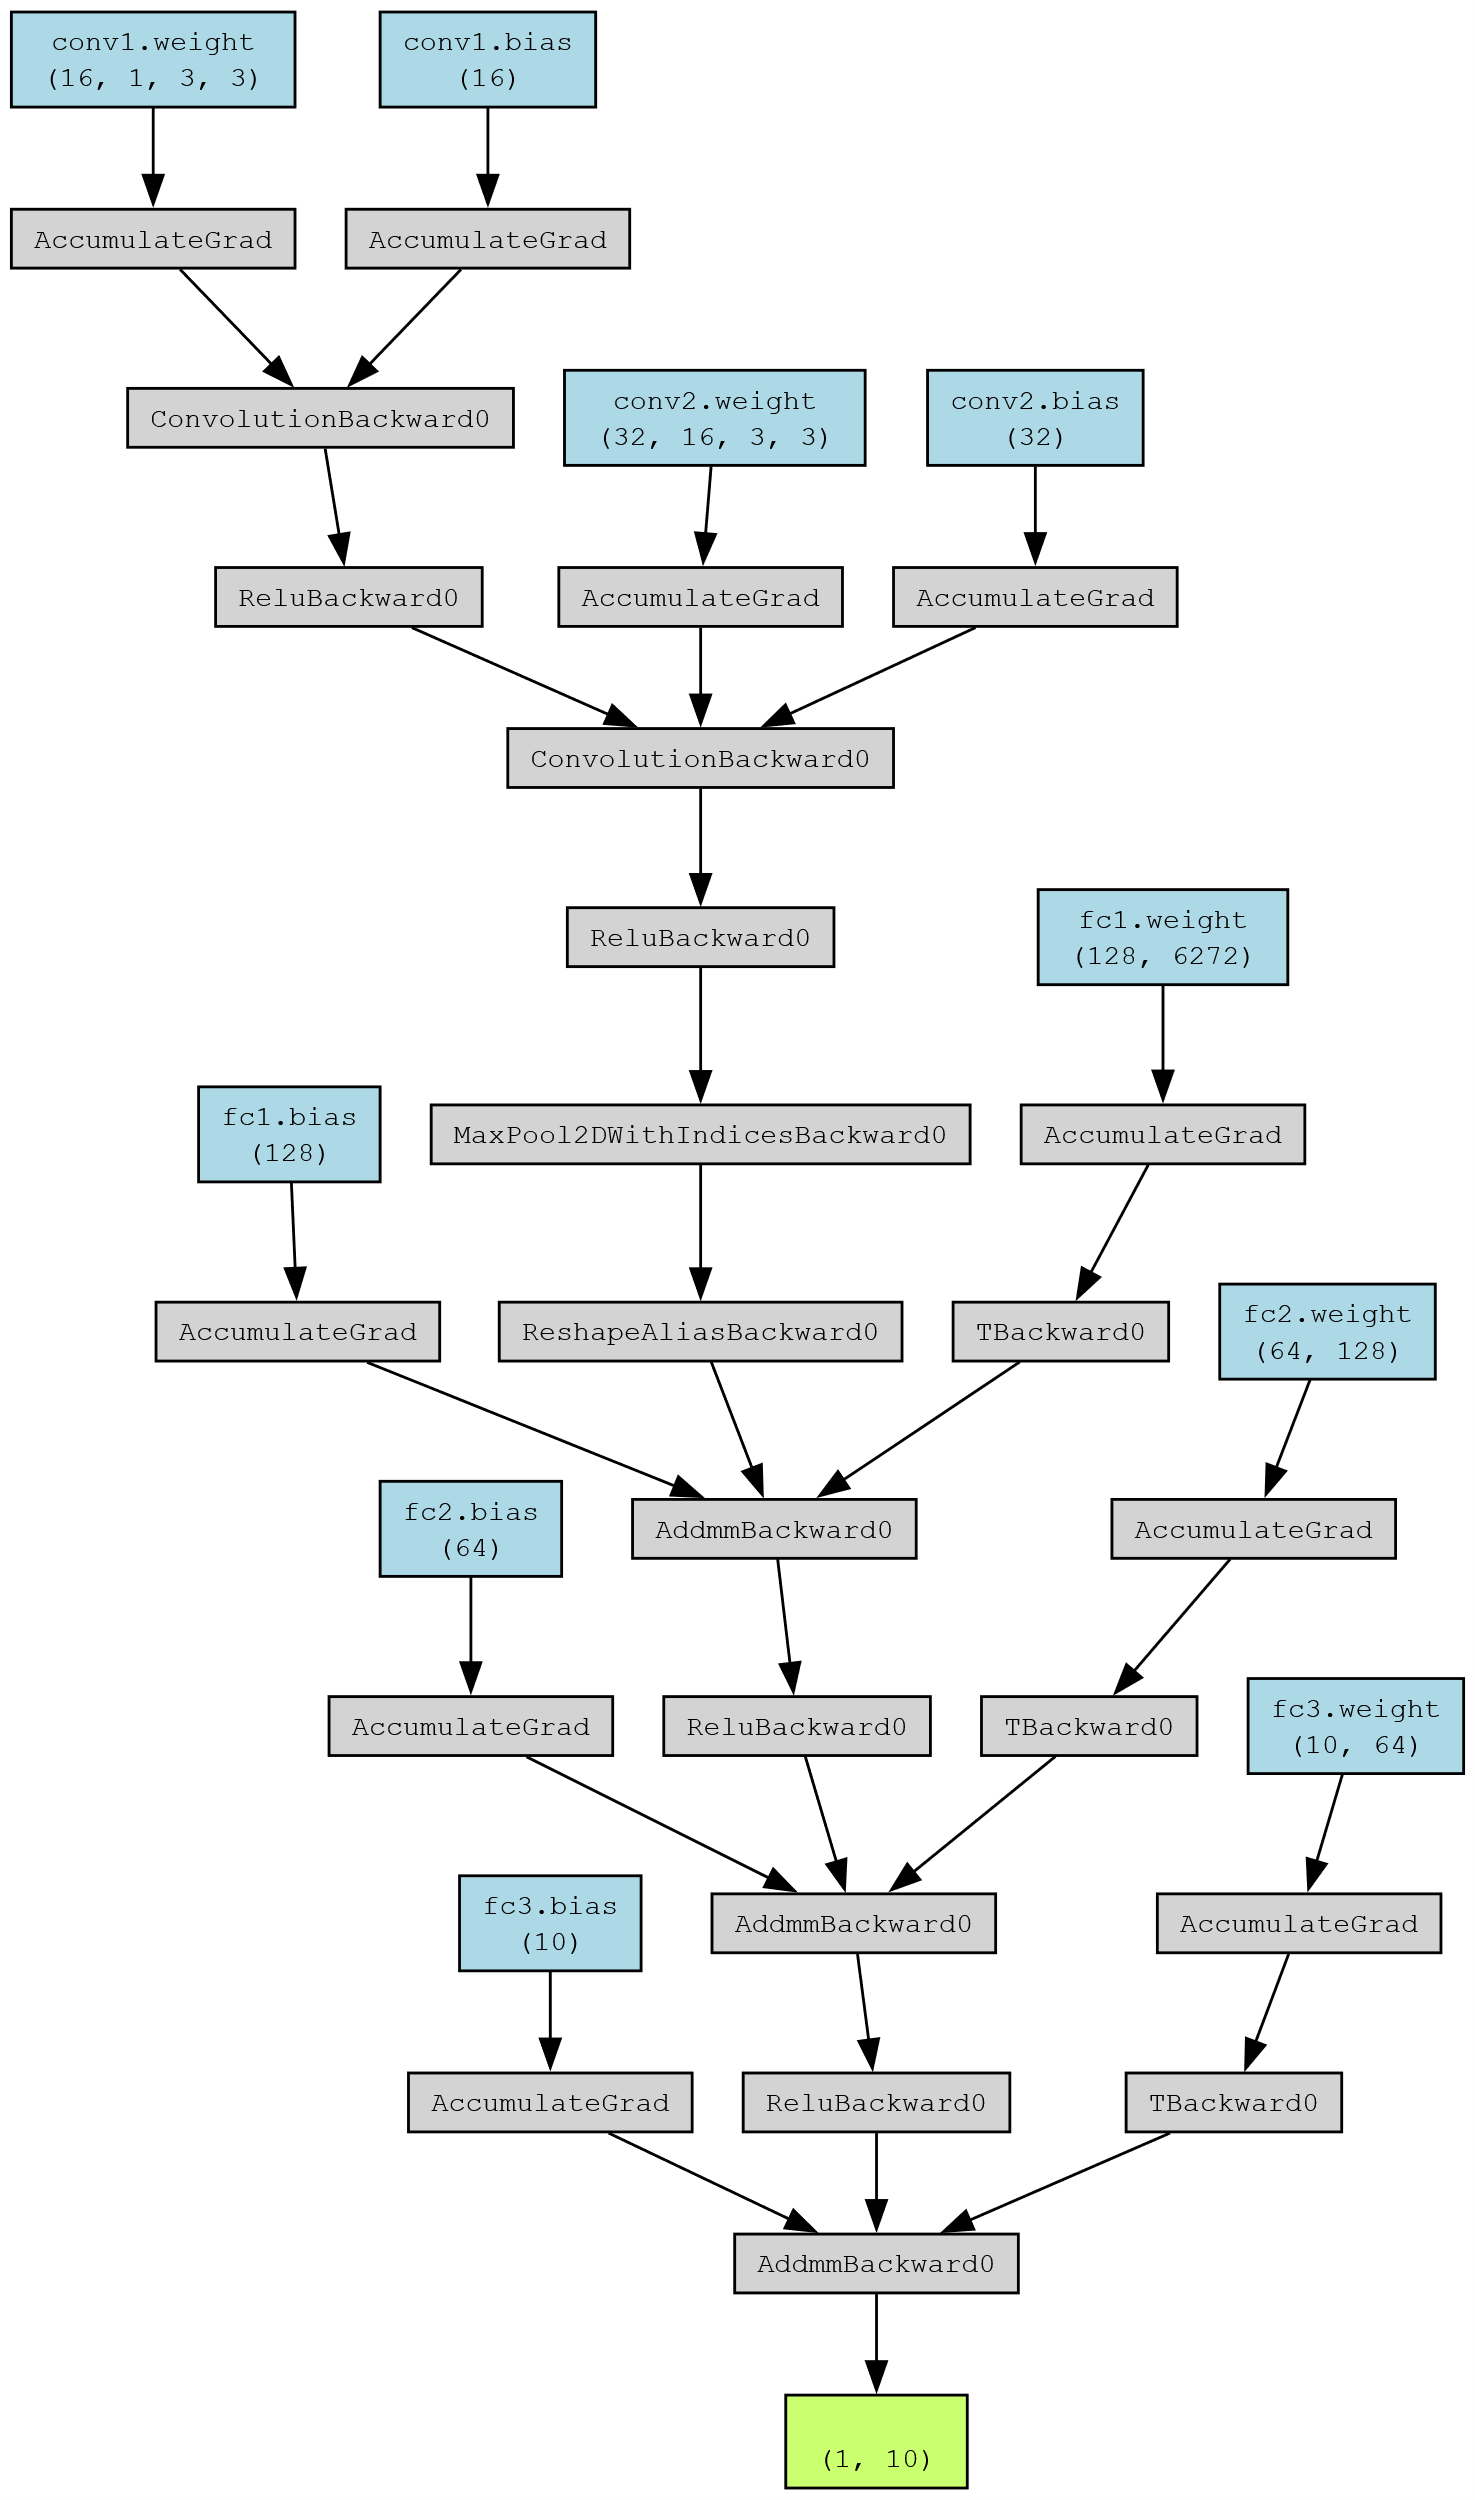 conv1.weight
(16, 1, 3, 3)
conv1.bias
(16)
AccumulateGrad
AccumulateGrad
ConvolutionBackward0
conv2.weight
(32, 16, 3, 3)
conv2.bias
(32)
ReluBackward0
AccumulateGrad
AccumulateGrad
ConvolutionBackward0
ReluBackward0
fc1.weight
(128, 6272)
fc1.bias
(128)
MaxPool2DWithIndicesBackward0
AccumulateGrad
AccumulateGrad
ReshapeAliasBackward0
TBackward0
fc2.weight
(64, 128)
fc2.bias
(64)
AddmmBackward0
AccumulateGrad
AccumulateGrad
ReluBackward0
TBackward0
fc3.weight
(10, 64)
fc3.bias
(10)
AddmmBackward0
AccumulateGrad
AccumulateGrad
ReluBackward0
TBackward0
AddmmBackward0
(1, 10)